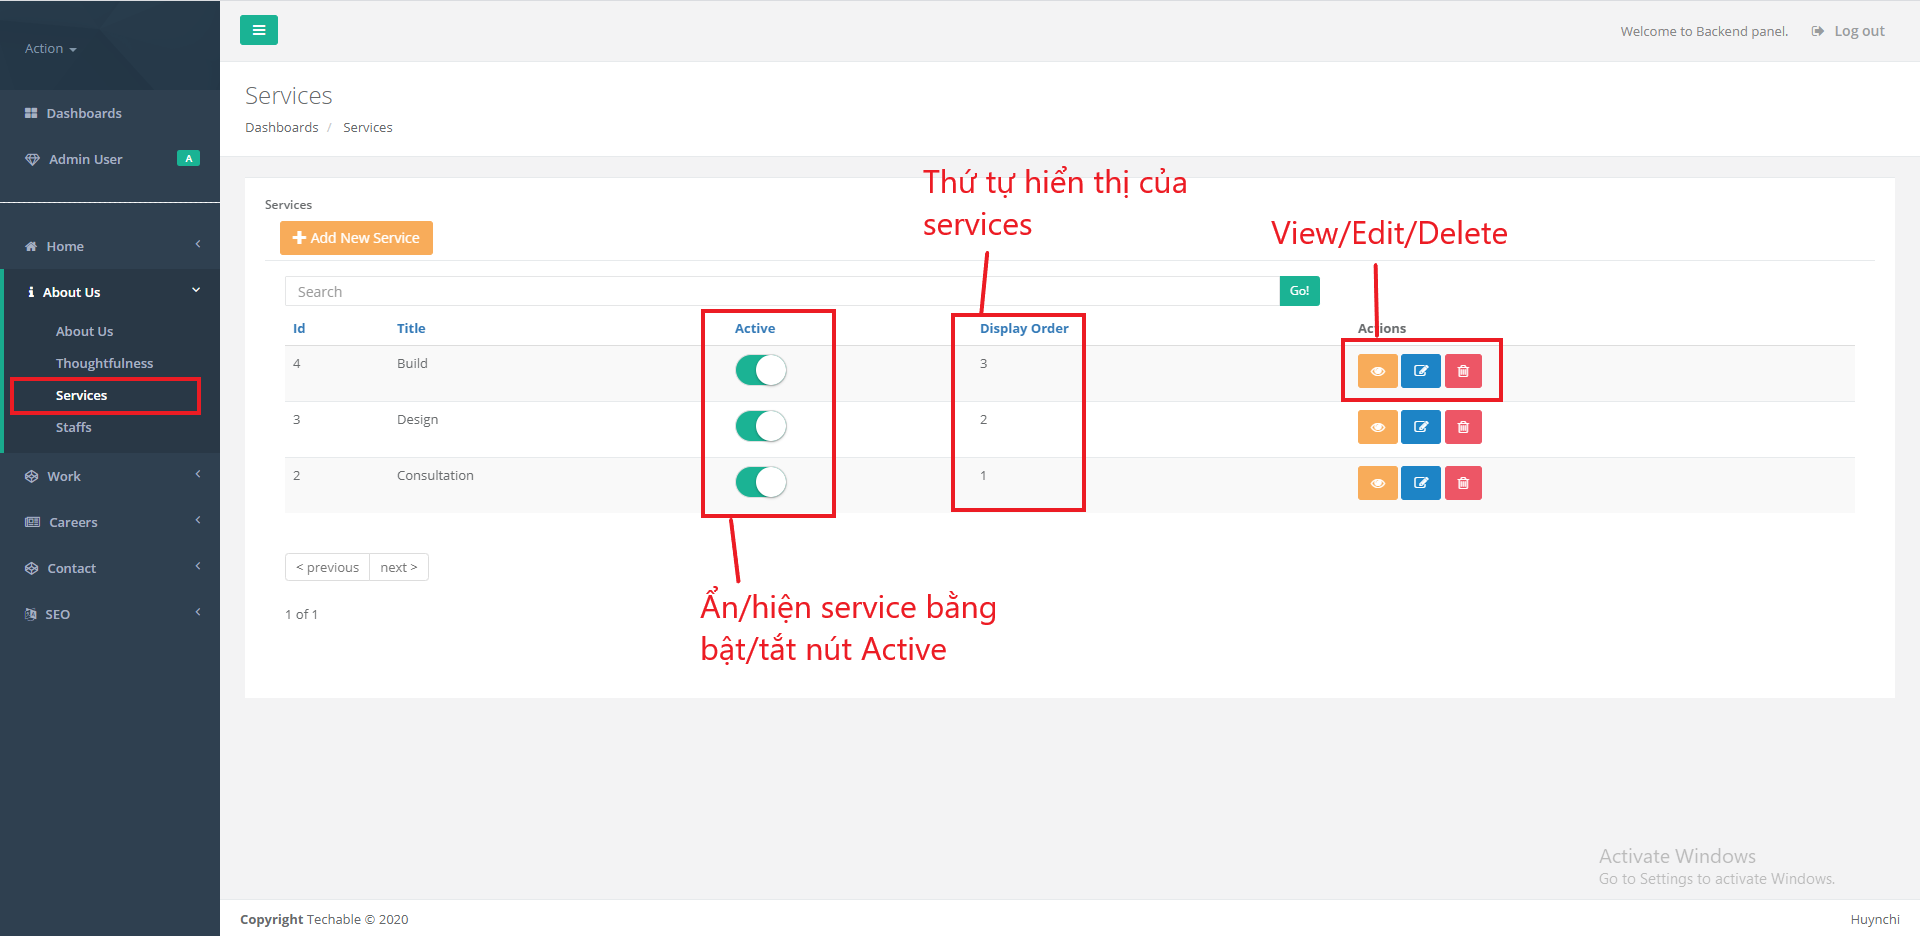 Action
Welcome to Backend panel.
Log out
Dashboards
Admin User
A
Home
About Us
About Us
Thoughtfulness
Services
Staffs
Work
Careers
Contact
SEO
Services
Dashboards / Services
Services
Add New Service
Thứ tự hiển thị của
services
View/Edit/Delete
Search
Go!
Id Title Active Display Order Actions
4 Build 3
3 Design 2
2 Consultation 1
< previous next >
1 of 1
Ẩn/hiện service bằng
bật/tắt nút Active
Activate Windows
Go to Settings to activate Windows.
Copyright Techable © 2020
Huynchi